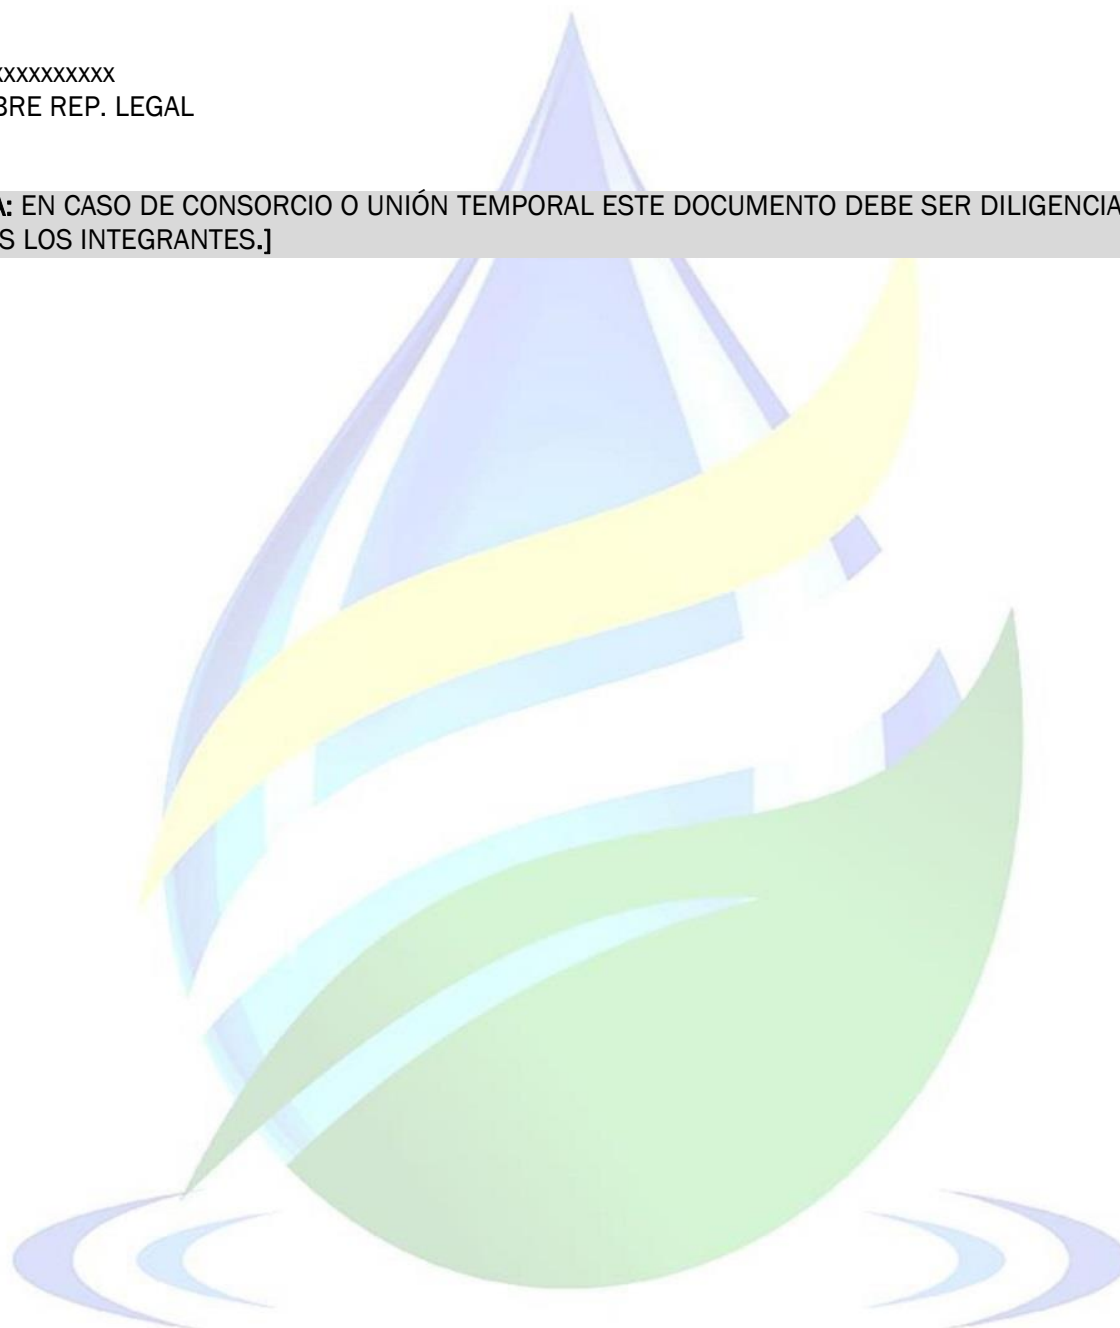 xxxxxxxxxx
BRE REP. LEGAL
A: EN CASO DE CONSORCIO O UNIÓN TEMPORAL ESTE DOCUMENTO DEBE SER DILIGENCIA
S LOS INTEGRANTES.]